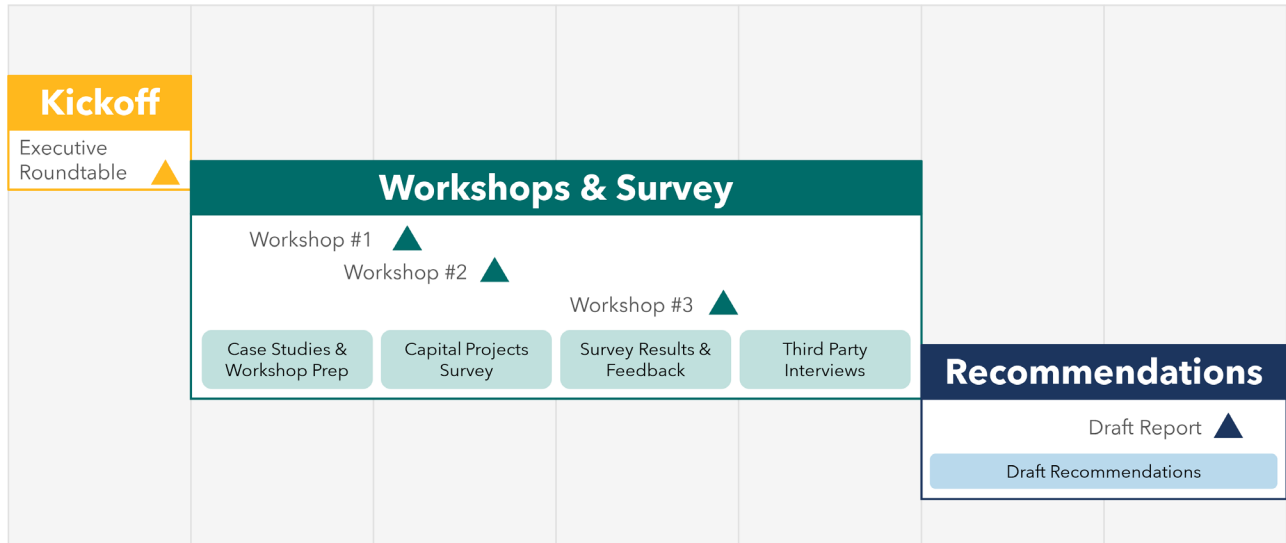 Kickoff
Executive
Roundtable
Workshops & Survey
Workshop #1
Workshop #2
Workshop #3
Case Studies &
Workshop Prep
Capital Projects
Survey
Survey Results &
Feedback
Third Party
Interviews
Recommendations
Draft Report
Draft Recommendations